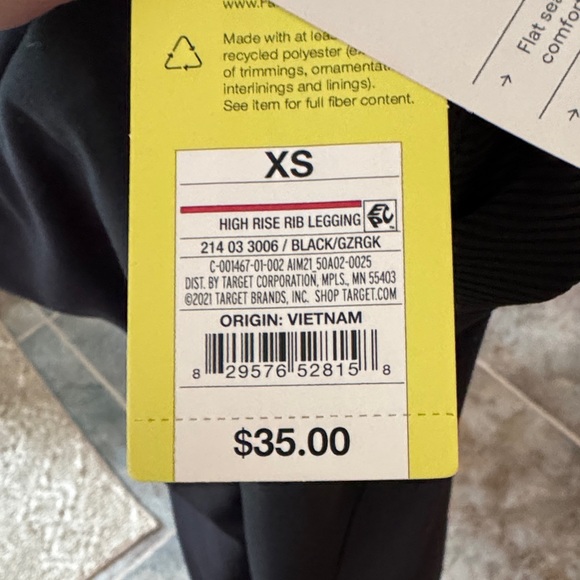 Made with at
recycled polyester
of trimmings,
interlinings and linings).
See item for full fiber content.
Flat
XS
HIGH RISE RIB LEGGING
EPC
214 03 3006 / BLACK/GZRGK
C-001467-01-002 AIM21 50A02-0025
DIST. BY TARGET CORPORATION, MPLS., MN 55403
©2021 TARGET BRANDS, INC. SHOP TARGET.COM
ORIGIN: VIETNAM
8 29576 52815 8
$35.00